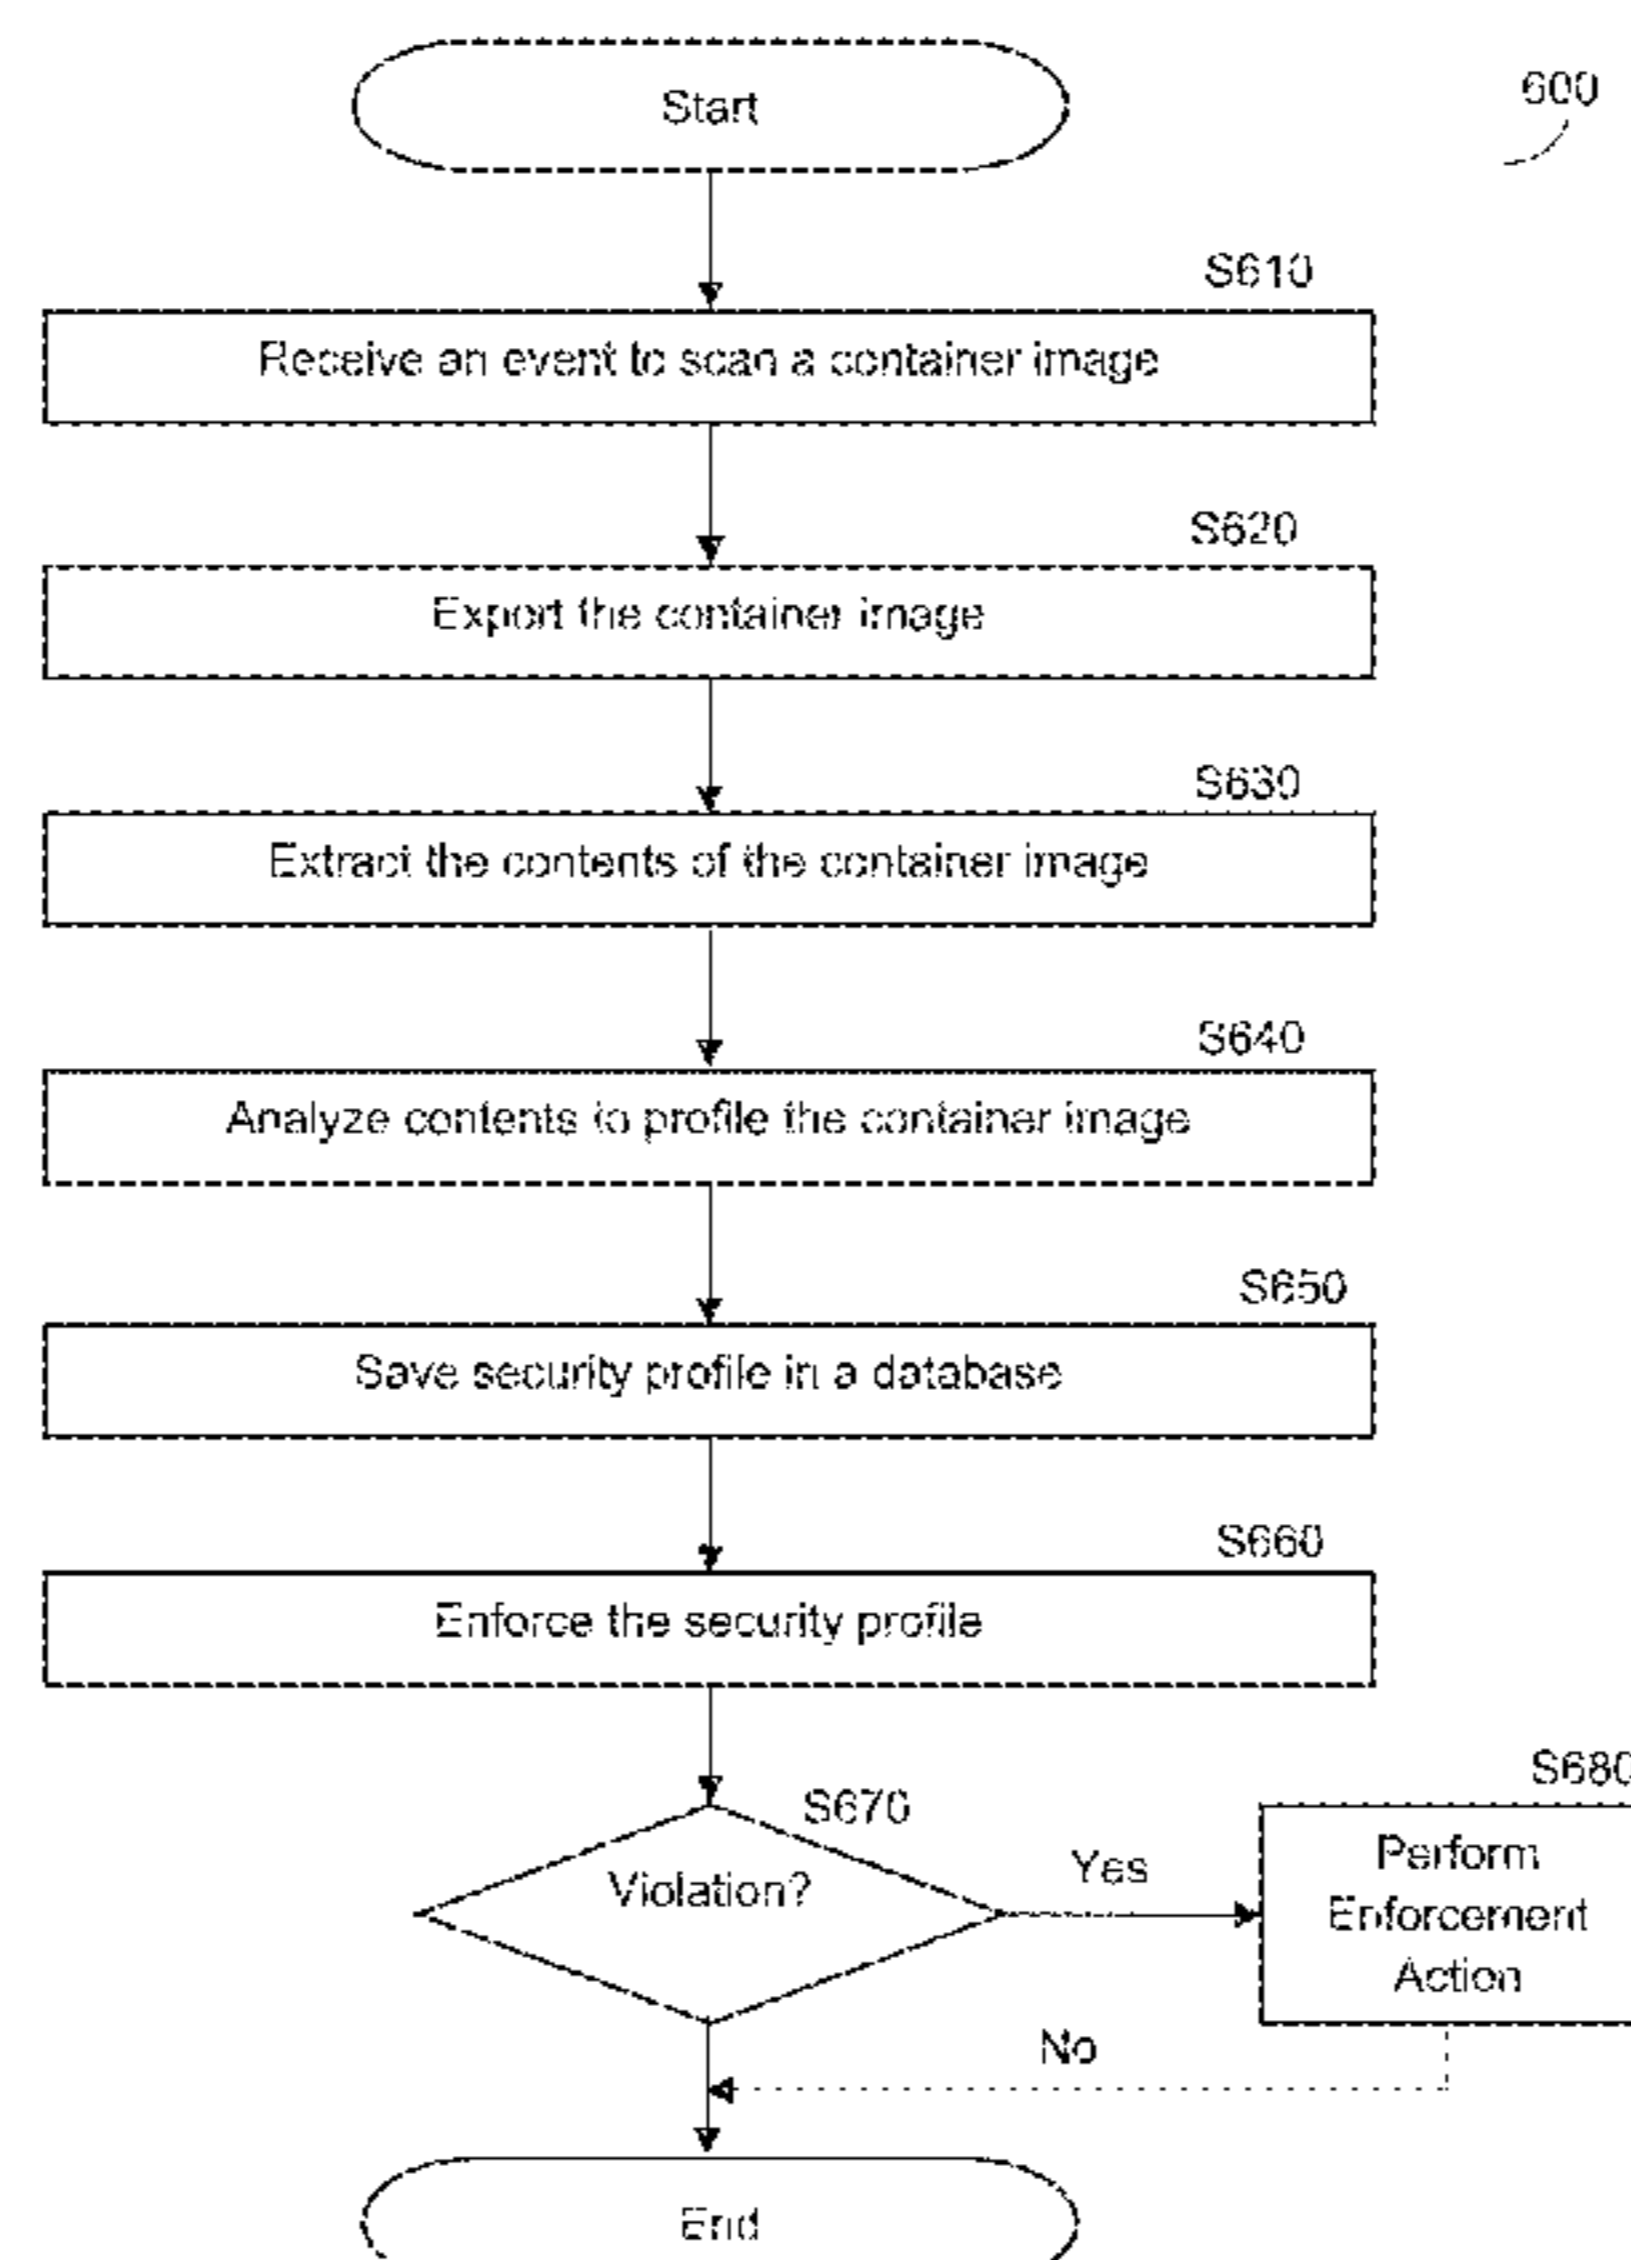 Start
600
S610
Receive an event to scan a container image
S620
Export the container image
S630
Extract the contents of the container image
S640
Analyze contents to profile the container image
S650
Save security profile in a database
S660
Enforce the security profile
S670
Violation?
Yes
S680
Perform
Enforcement
Action
No
End